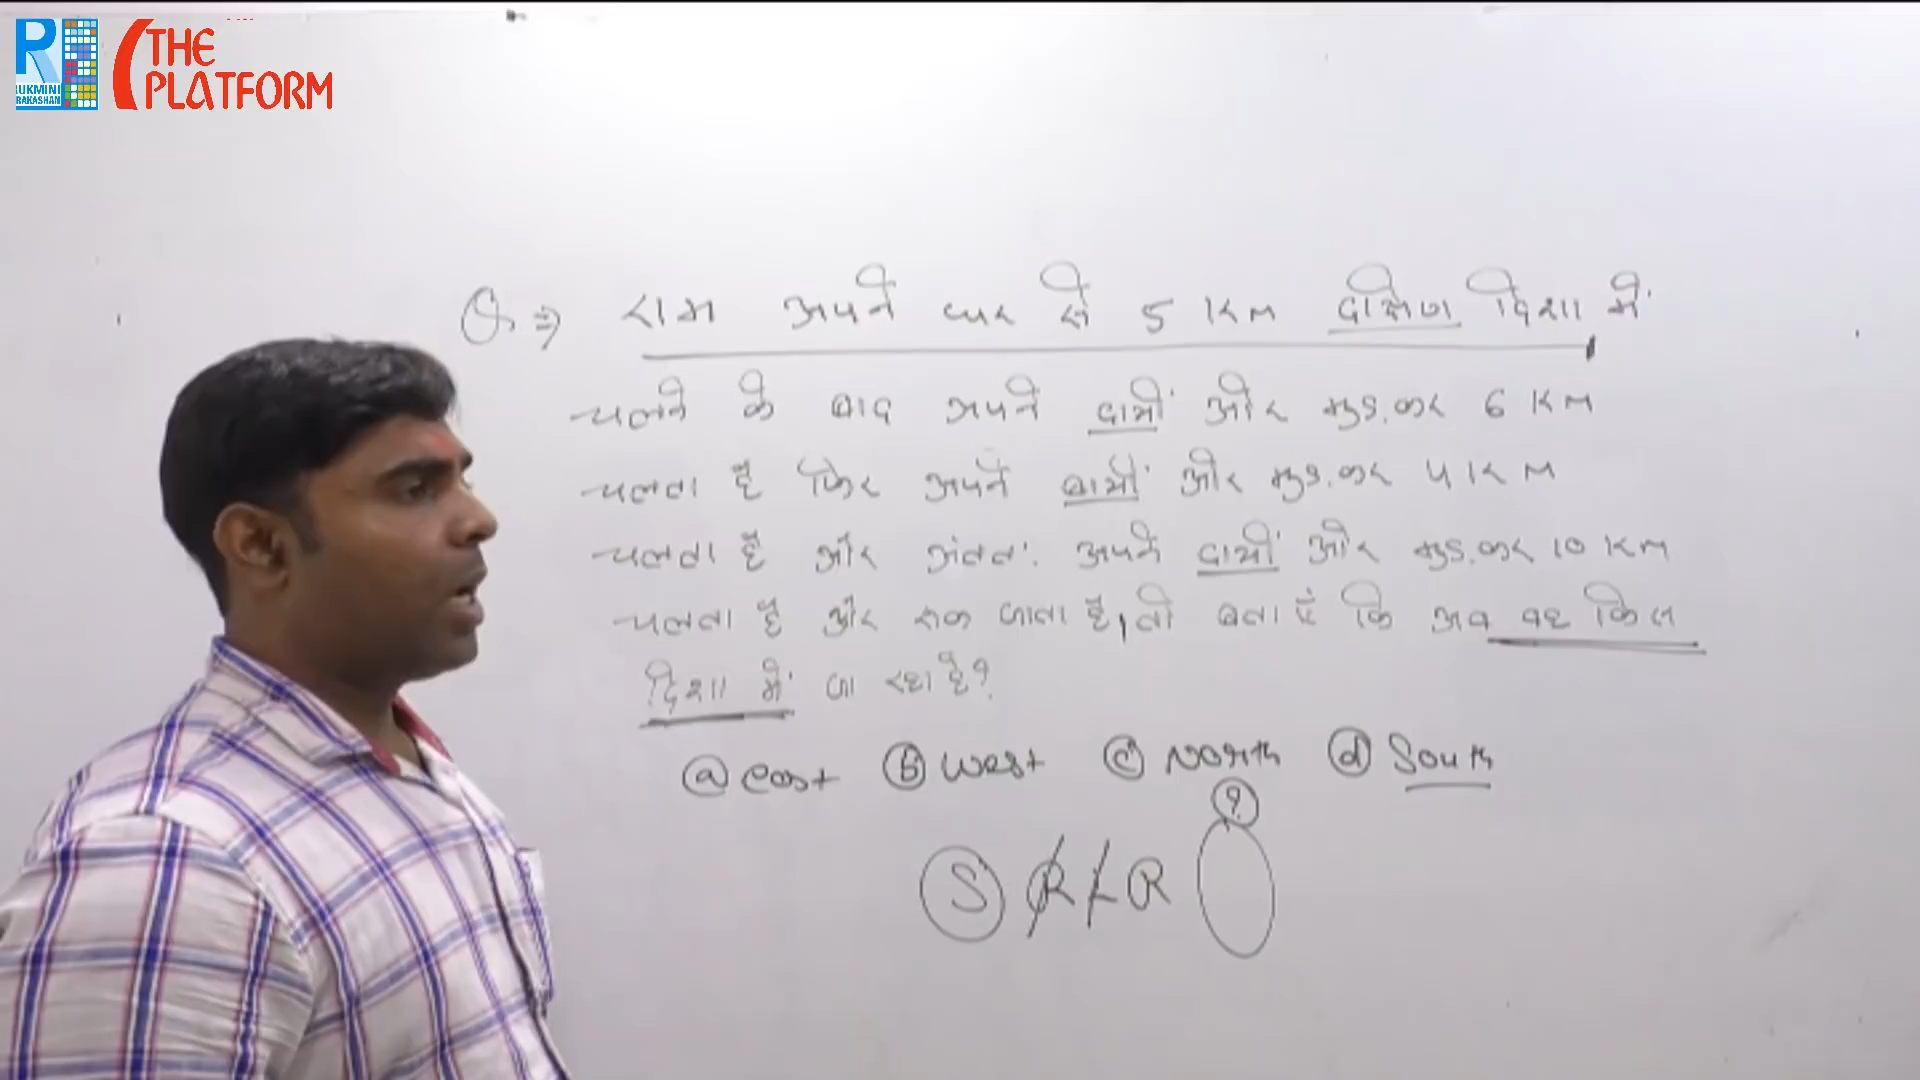 RUKMINI
PRAKASHAN
THE
PLATFORM
Q ⇒ राम अपने घर से 5 KM दक्षिण दिशा में
चलने के बाद अपने दायीं ओर मुड़कर 6 KM
चलता है फिर अपने बायीं ओर मुड़कर 4 KM
चलता है और अंततः अपने दायीं ओर मुड़कर 10 KM
चलता है और रूक जाता है, तो बताएं कि अब वह किस
दिशा में जा रहा है?
(a) east (b) west (c) North (d) South
?
S R L R